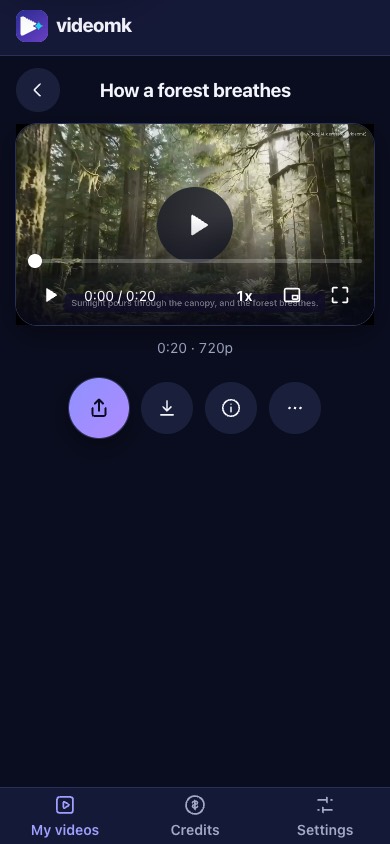 videomk
How a forest breathes
Sunlight pours through the canopy, and the forest breathes.
0:00 / 0:20
1x
0:20 · 720p
My videos
Credits
Settings